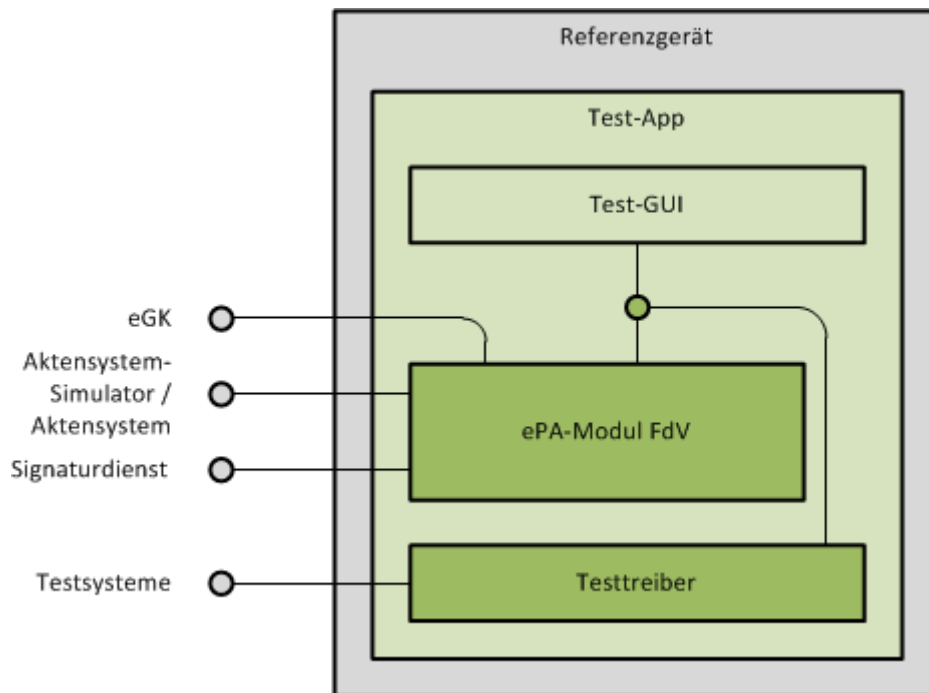 Referenzgerät
Test-App
Test-GUI
eGK
Aktensystem-
Simulator /
Aktensystem
ePA-Modul FdV
Signaturdienst
Testsysteme
Testtreiber